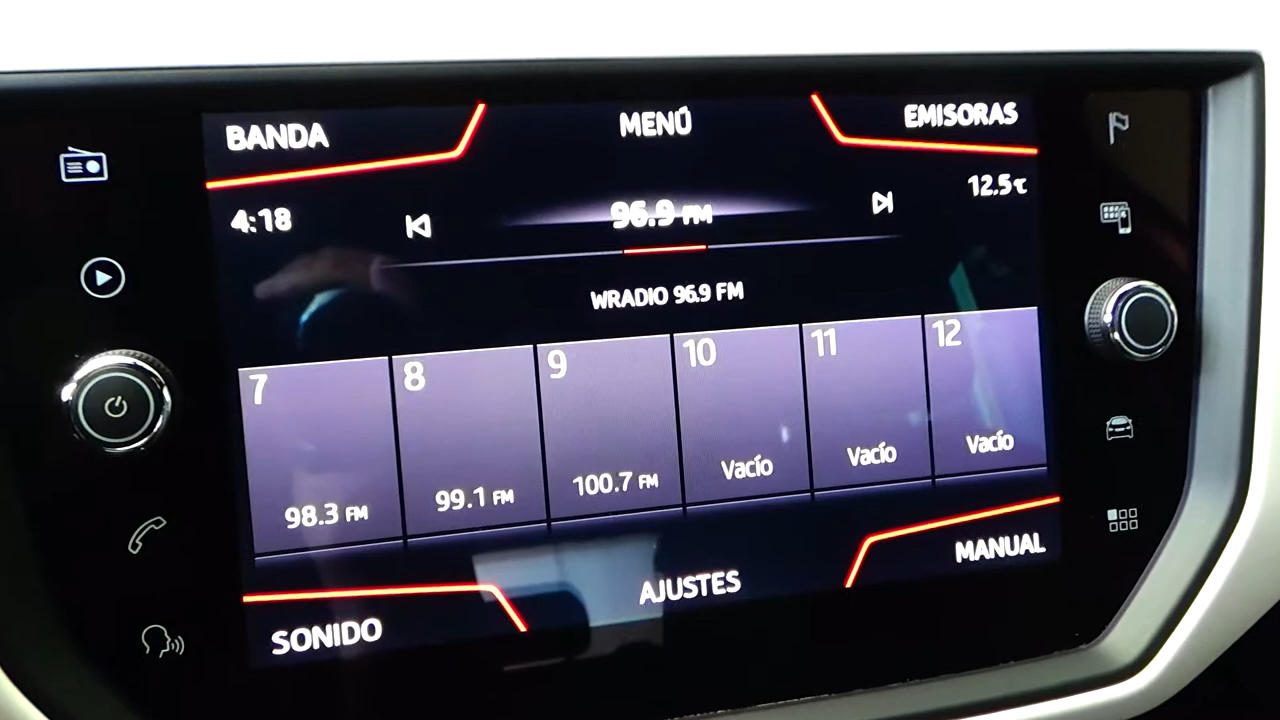 BANDA
MENÚ
EMISORAS
4:18
96.9 FM
12.5℃
WRADIO 96.9 FM
7
8
9
10
11
12
98.3 FM
99.1 FM
100.7 FM
Vacío
Vacío
Vacío
SONIDO
AJUSTES
MANUAL